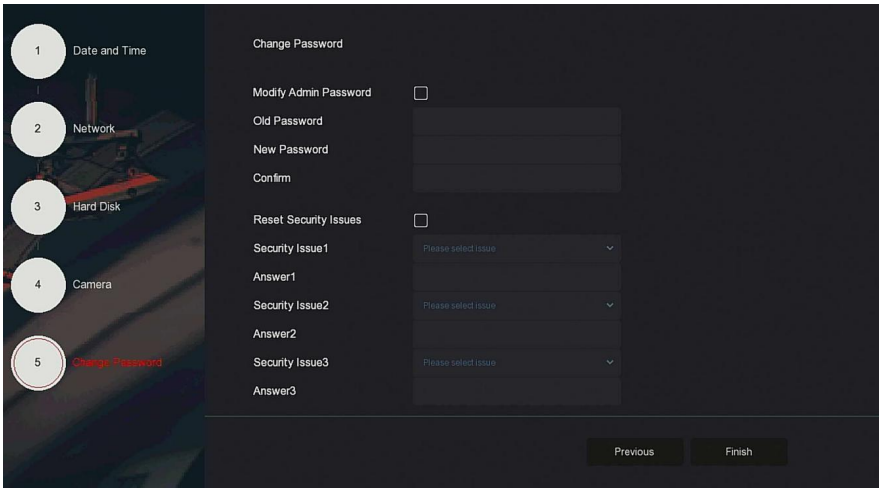 1 Date and Time
2 Network
3 Hard Disk
4 Camera
5 Change Password
Change Password
Modify Admin Password
Old Password
New Password
Confirm
Reset Security Issues
Security Issue1 Please select issue
Answer1
Security Issue2 Please select issue
Answer2
Security Issue3 Please select issue
Answer3
Previous Finish